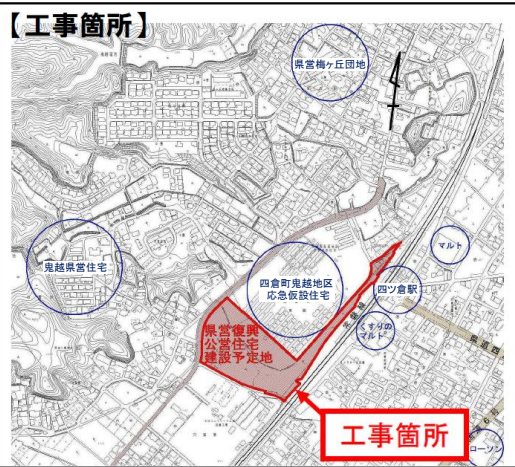 【工事箇所】
県営梅ヶ丘団地
鬼越県営住宅
四倉町鬼越地区
応急仮設住宅
マルト
四ツ倉駅
くすりの
マルト
県営復興
公営住宅
建設予定地
常磐線
県道西
工事箇所
ローソン